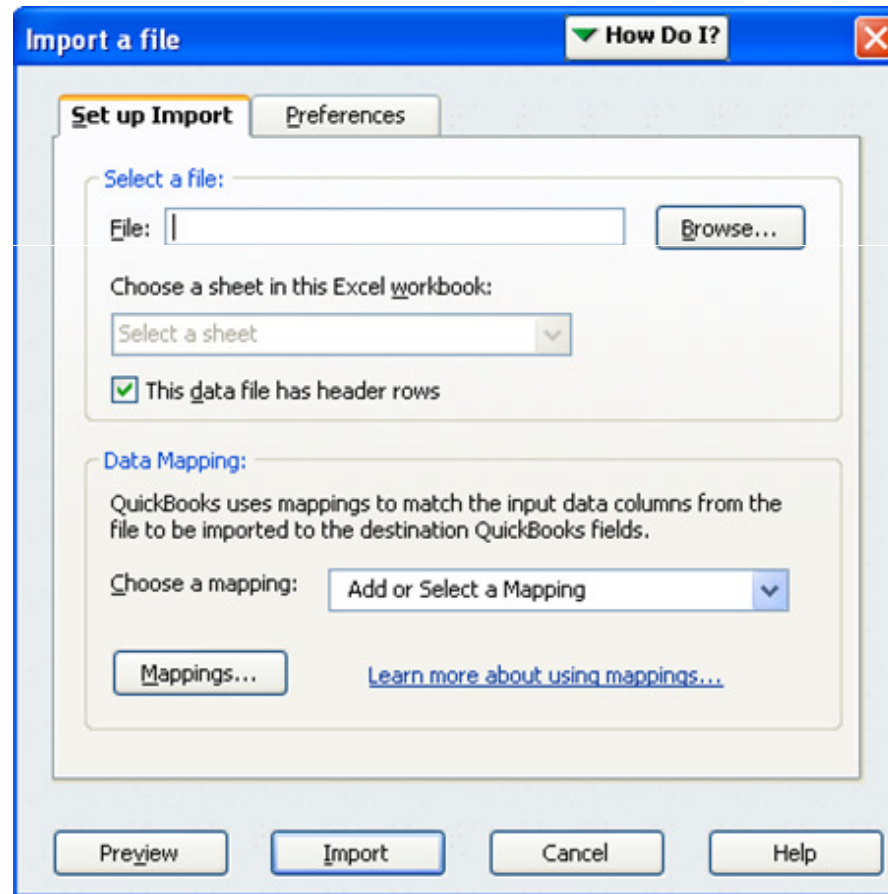 Import a file
How Do I?
Set up Import
Preferences
Select a file:
File:
Browse...
Choose a sheet in this Excel workbook:
Select a sheet
This data file has header rows
Data Mapping:
QuickBooks uses mappings to match the input data columns from the
file to be imported to the destination QuickBooks fields.
Choose a mapping:
Add or Select a Mapping
Mappings...
Learn more about using mappings...
Preview
Import
Cancel
Help